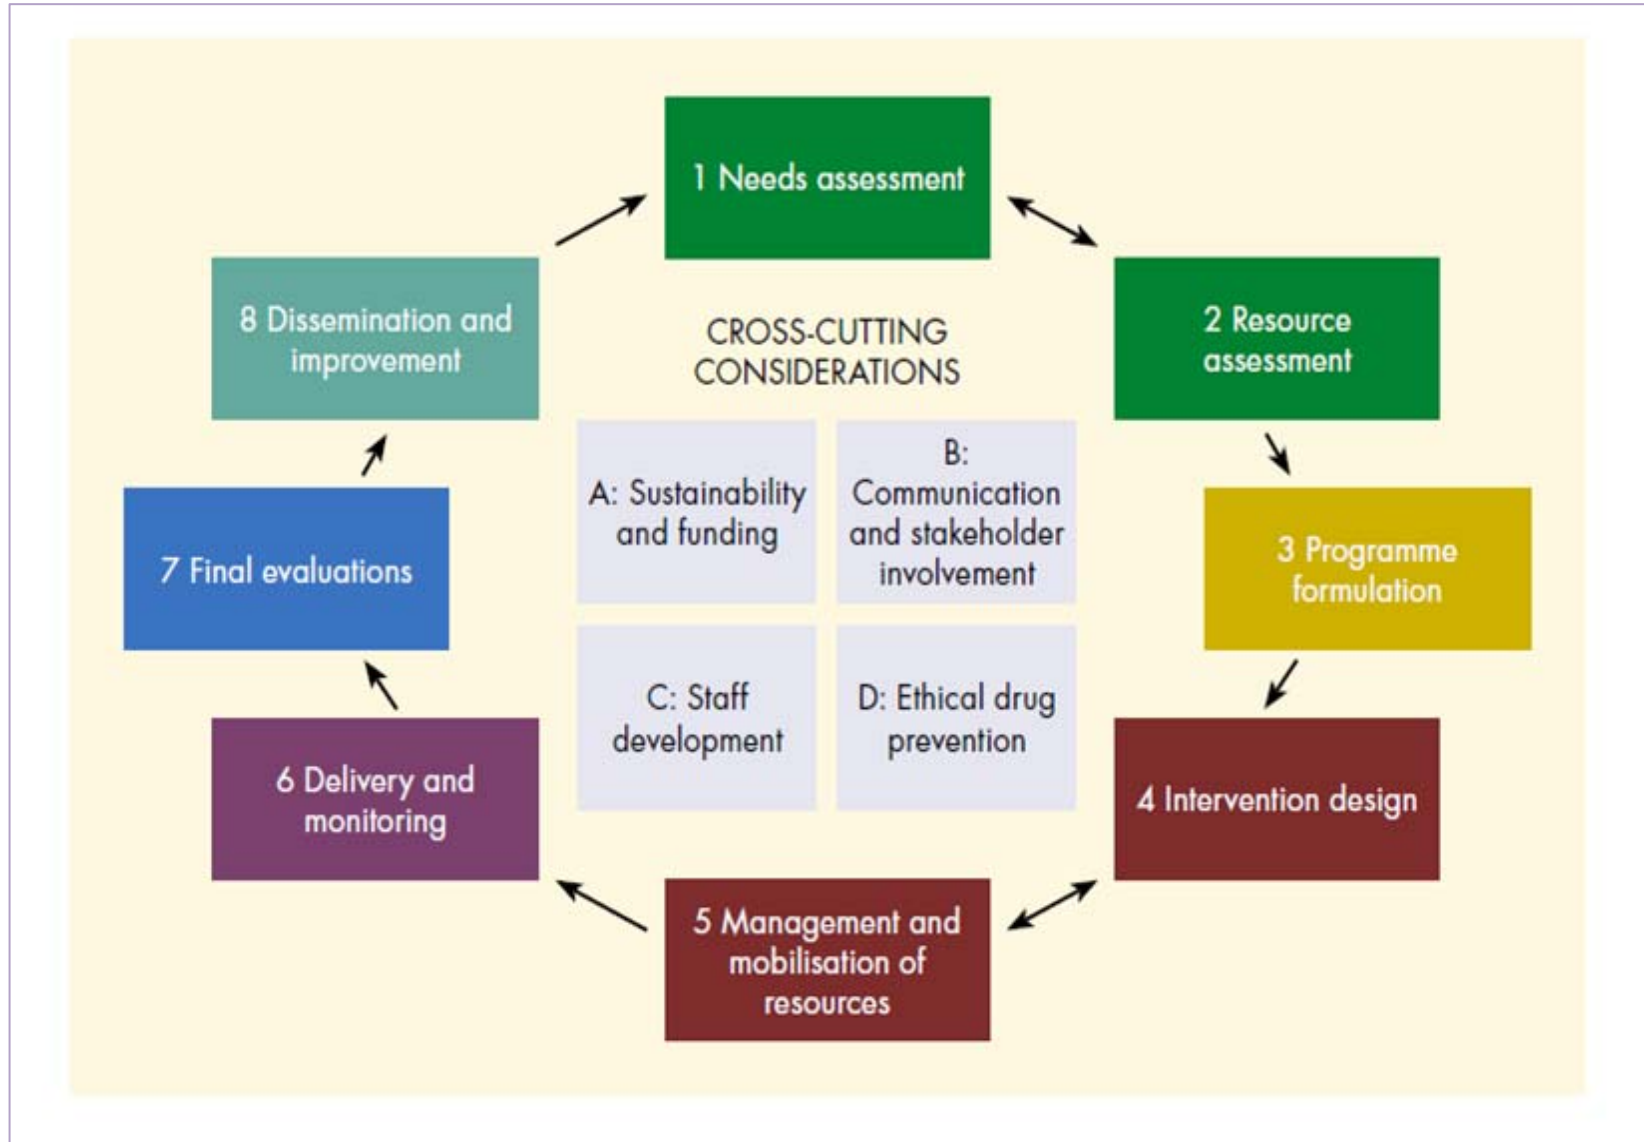 1 Needs assessment
2 Resource
assessment
3 Programme
formulation
4 Intervention design
5 Management and
mobilisation of
resources
6 Delivery and
monitoring
7 Final evaluations
8 Dissemination and
improvement
CROSS-CUTTING
CONSIDERATIONS
A: Sustainability
and funding
B:
Communication
and stakeholder
involvement
C: Staff
development
D: Ethical drug
prevention